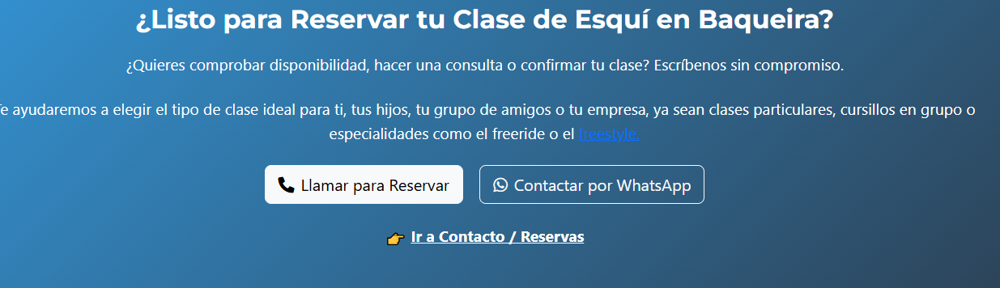 ¿Listo para Reservar tu Clase de Esquí en Baqueira?
¿Quieres comprobar disponibilidad, hacer una consulta o confirmar tu clase? Escríbenos sin compromiso.
Te ayudaremos a elegir el tipo de clase ideal para ti, tus hijos, tu grupo de amigos o tu empresa, ya sean clases particulares, cursillos en grupo o
especialidades como el freeride o el freestyle.
Llamar para Reservar
Contactar por WhatsApp
👉 Ir a Contacto / Reservas